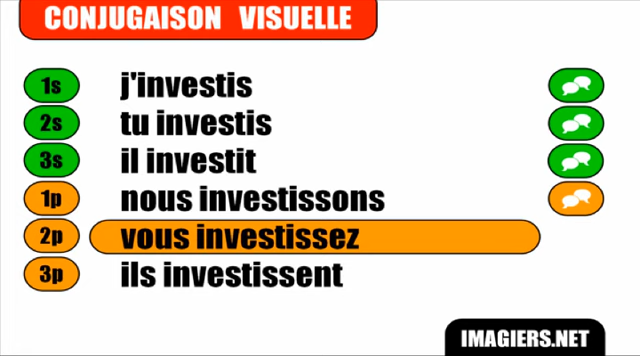 CONJUGAISON VISUELLE
1s j'investis
2s tu investis
3s il investit
1p nous investissons
2p vous investissez
3p ils investissent
IMAGIERS.NET